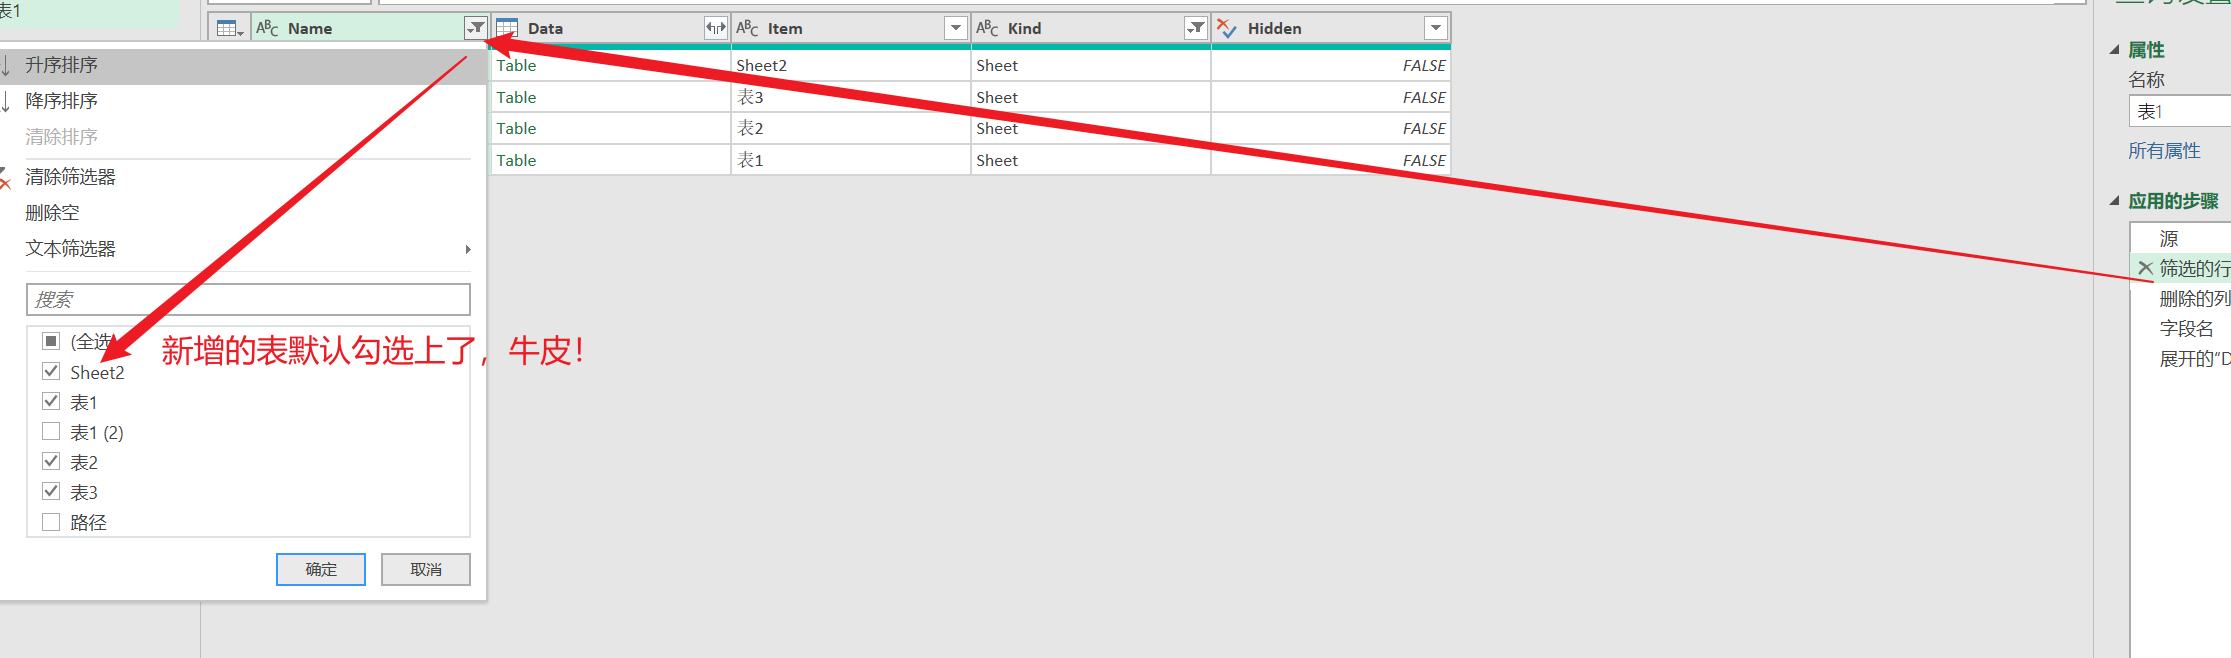 表1
Name
Data
Item
Kind
Hidden
升序排序
降序排序
清除排序
清除筛选器
删除空
文本筛选器
搜索
(全选
Sheet2
表1
表1 (2)
表2
表3
路径
确定
取消
新增的表默认勾选上了，牛皮！
Table Sheet2 Sheet FALSE
Table 表3 Sheet FALSE
Table 表2 Sheet FALSE
Table 表1 Sheet FALSE
属性
名称
表1
所有属性
应用的步骤
源
筛选的行
删除的列
字段名
展开的“D